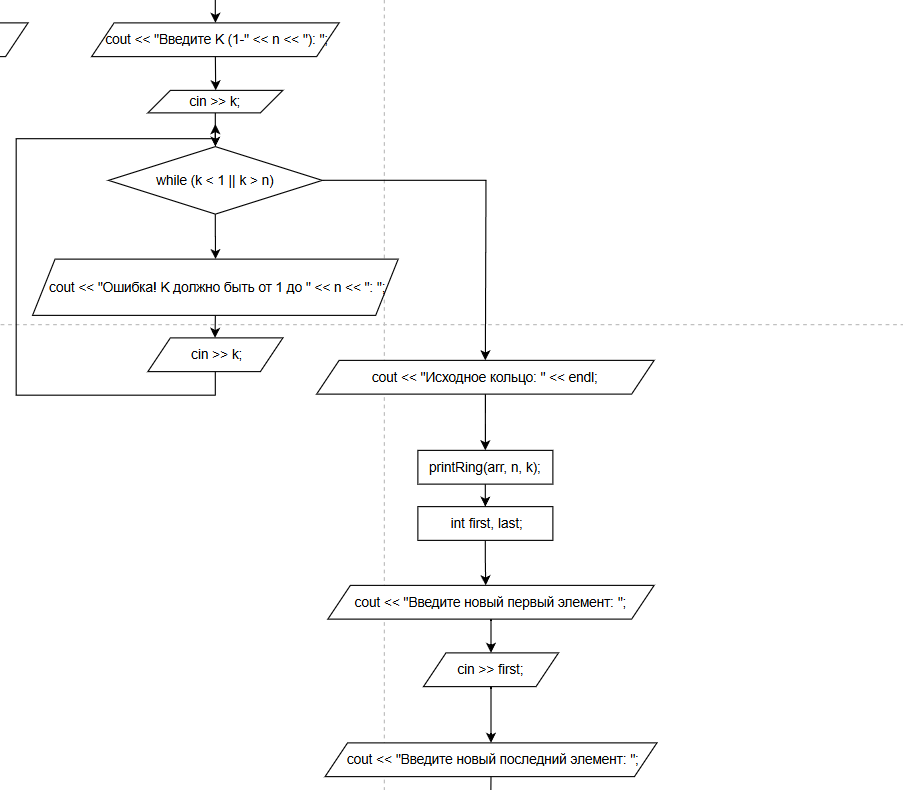 cout << "Введите K (1-" << n << "): ";
cin >> k;
while (k < 1 || k > n)
cout << "Ошибка! K должно быть от 1 до " << n << ": ";
cin >> k;
cout << "Исходное кольцо: " << endl;
printRing(arr, n, k);
int first, last;
cout << "Введите новый первый элемент: ";
cin >> first;
cout << "Введите новый последний элемент: ";